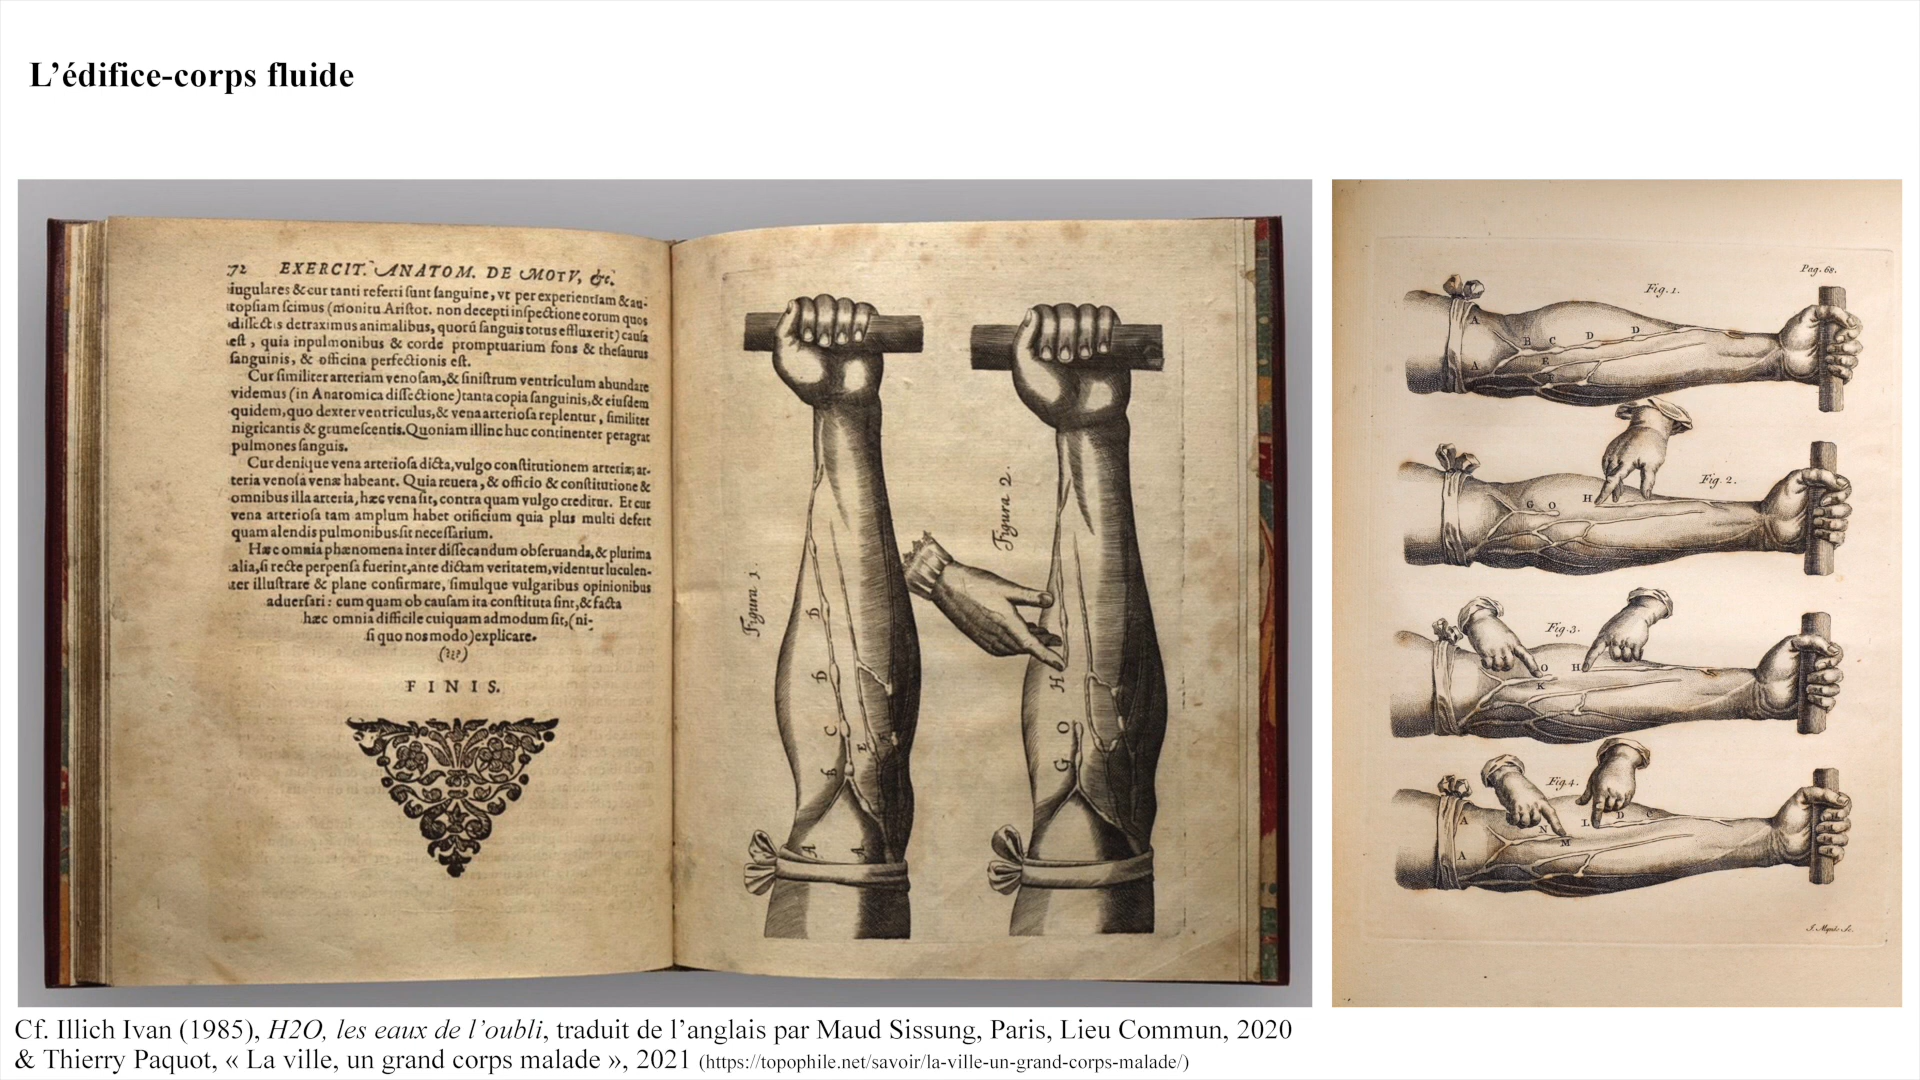 L’édifice-corps fluide
72 EXERCIT. ANATOM. DE MOTV, &c.
singulares & cur tanti referti sunt sanguine, vt per experientiam & au-
topsiam scimus (monitu Aristot. non decepti inspectione eorum quos
dissectis detraximus animalibus, quorū sanguis totus effluxerit) causa
est, quia in pulmonibus & corde promptuarium fons & thesaurus
sanguinis, & officina perfectionis est.
Cur similiter arteriam venosam, & sinistrum ventriculum abundare
videmus (in Anatomica dissectione) tanta copia sanguinis, & eiusdem
quidem, quo dexter ventriculus, & vena arteriosa replentur, similiter
nigricantis & grumescentis. Quoniam illinc huc continenter peragrat
pulmones sanguis.
Cur denique vena arteriosa dicta, vulgo constitutionem arteriæ; ar-
teria venosa venæ habeant. Quia reuera, & officio & constitutione &
omnibus illa arteria, hæc vena sit, contra quam vulgo creditur. Et cur
vena arteriosa tam amplum habet orificium quia plus multi defert
quam alendis pulmonibus sit necessarium.
Hæc omnia phænomena inter dissecandum obseruanda, & plurima
alia, si recte perpensa fuerint, ante dictam veritatem, videntur luculen-
ter illustrare & plane confirmare, simulque vulgaribus opinionibus
aduersari: cum quam ob causam ita constituta sint, & facta
hæc omnia difficile cuiquam admodum sit, (ni-
si quo nos modo) explicare.
FINIS.
Figura 1.
D
D
C
E
B
A A
Figura 2.
H
O
G
Pag. 68.
Fig. 1.
A B C D D
E
A
Fig. 2.
G O H
Fig. 3.
O H
K
Fig. 4.
A N L D C
M
A
Cf. Illich Ivan (1985), H2O, les eaux de l’oubli, traduit de l’anglais par Maud Sissung, Paris, Lieu Commun, 2020
& Thierry Paquot, « La ville, un grand corps malade », 2021 (https://topophile.net/savoir/la-ville-un-grand-corps-malade/)